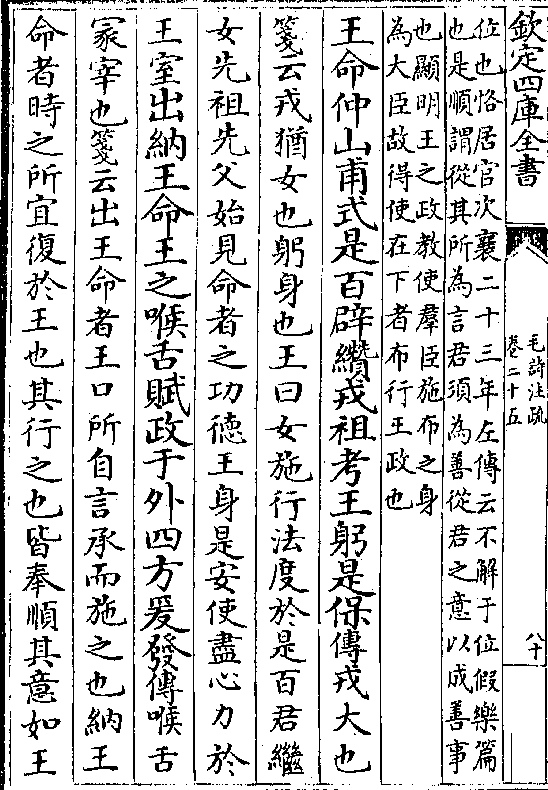 欽定四庫全書
毛詩注疏
卷二十五
八十
位也恪居官次襄二十三年左傳云不解于位假樂篇
也是順謂從其所為言君須為善從君之意以成善事
也顯明王之政教使羣臣施布之身
為大臣故得使在下者布行王政也
王命仲山甫式是百辟纘戎祖考王躬是保傳戎大也
箋云戎猶女也躬身也王曰女施行法度於是百君繼
女先祖先父始見命者之功德王身是安使盡心力於
王室出納王命王之喉舌賦政于外四方爰發傳喉舌
冡宰也箋云出王命者王口所自言承而施之也納王
命者時之所宜復於王也其行之也皆奉順其意如王